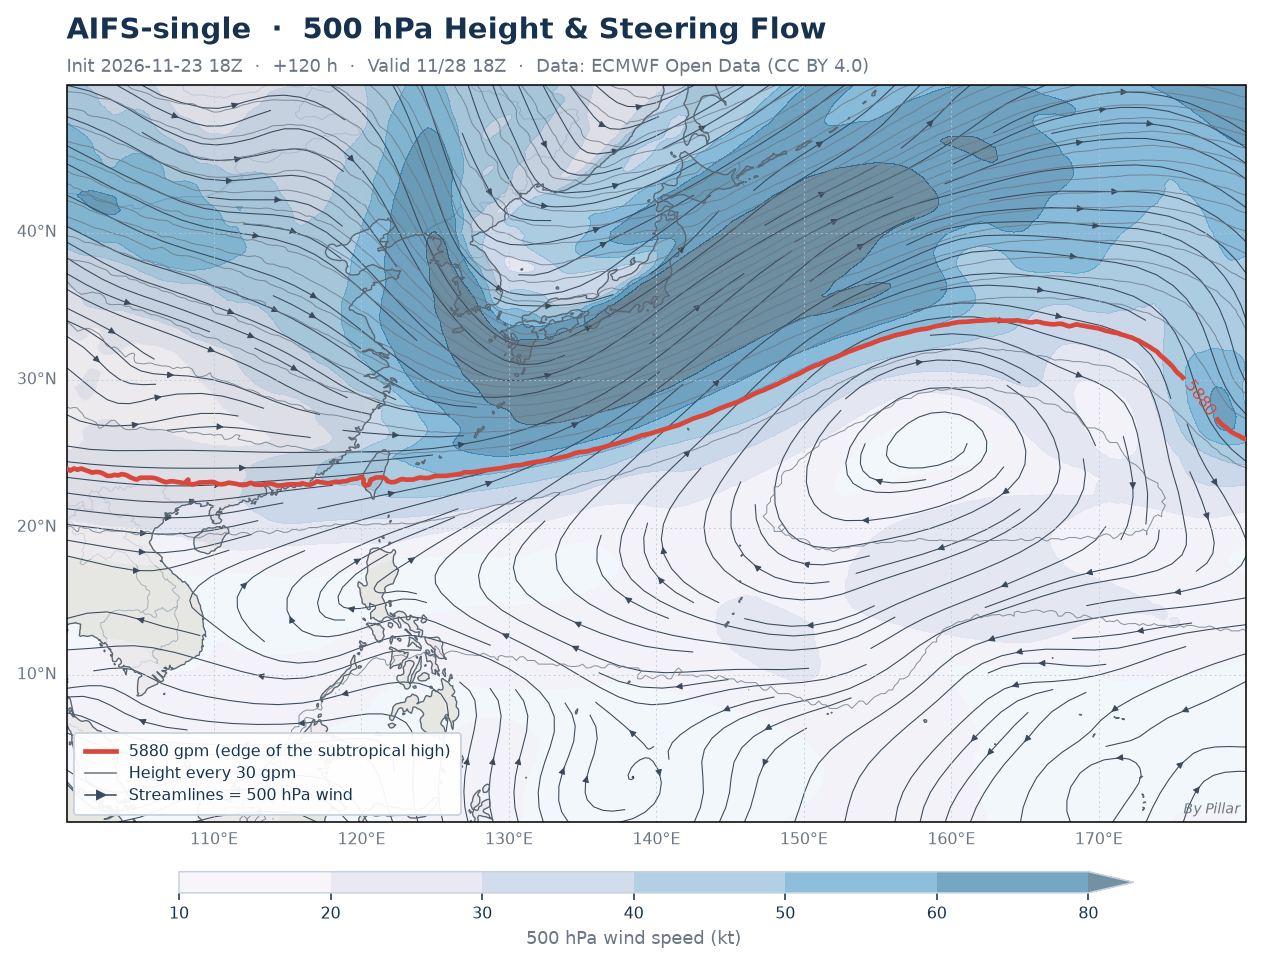 AIFS-single · 500 hPa Height & Steering Flow
Init 2026-11-23 18Z · +120 h · Valid 11/28 18Z · Data: ECMWF Open Data (CC BY 4.0)
40°N
30°N
20°N
10°N
5880
5880 gpm (edge of the subtropical high)
Height every 30 gpm
Streamlines = 500 hPa wind
By Pillar
110°E 120°E 130°E 140°E 150°E 160°E 170°E
10 20 30 40 50 60 80
500 hPa wind speed (kt)